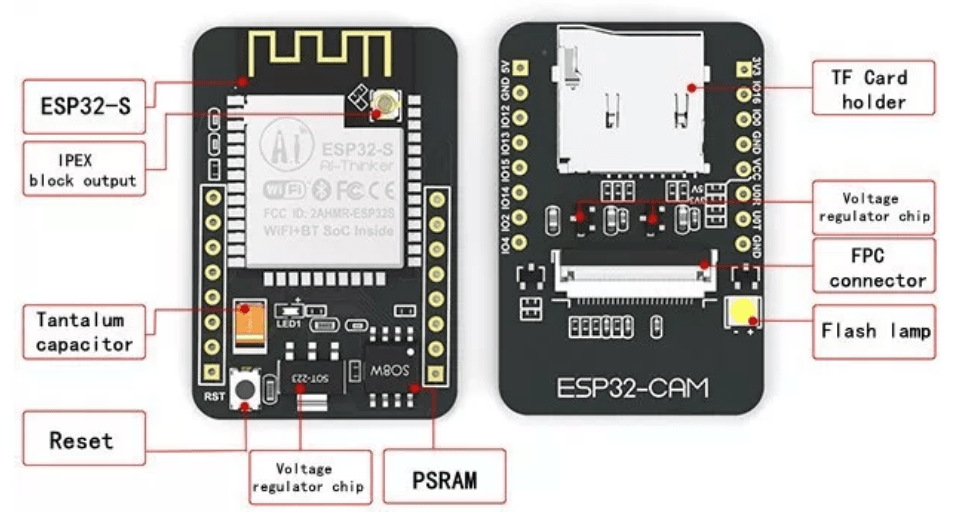 ESP32-S
IPEX
block output
Tantalum
capacitor
Reset
Voltage
regulator chip
PSRAM
Ai
ESP32-S
Ai-Thinker
WiFi FC CE
FCC ID: 2AHMR-ESP32S
WiFi+BT SoC Inside
LED1
+
RST
SOT-223
SO8W
5V
GND
IO12
IO13
IO15
IO14
IO2
IO4
3V3
IO16
IO0
GND
VCC
U0R
U0T
GND
5V
3V3
- +
ESP32-CAM
TF Card
holder
Voltage
regulator chip
FPC
connector
Flash lamp